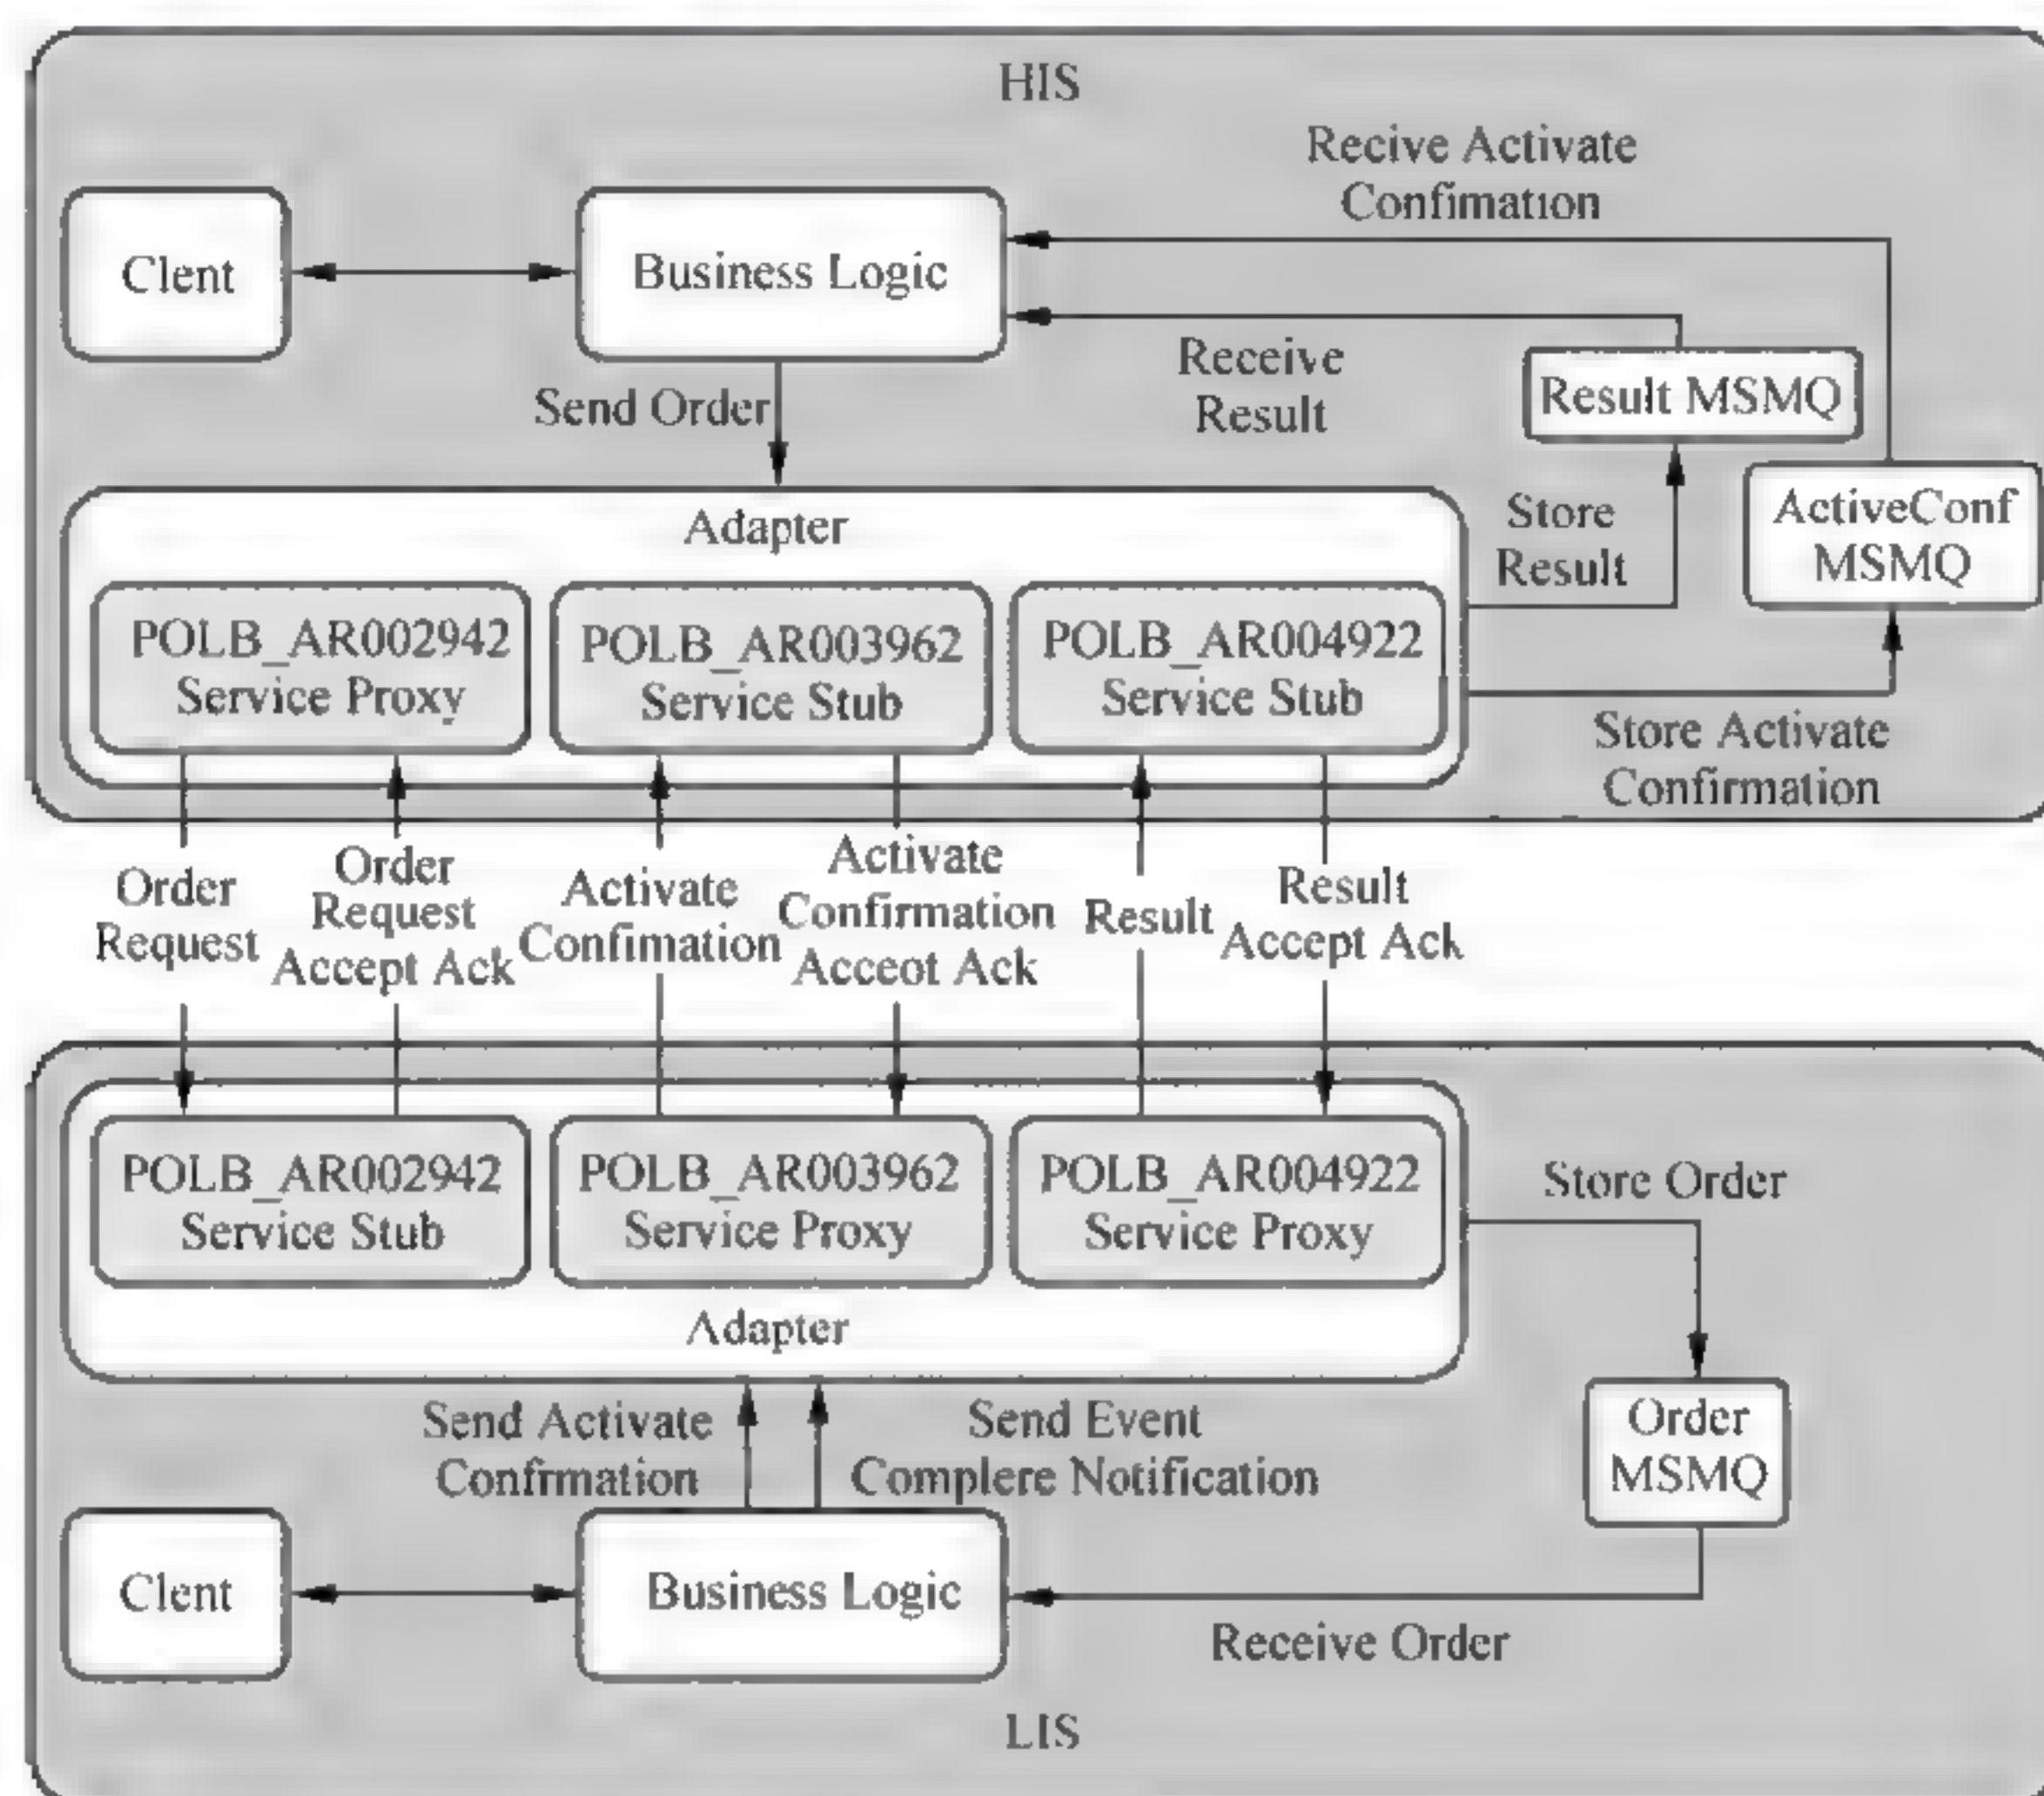 HIS
Recive Activate
Confimation
Clent
Business Logic
Receive
Result
Result MSMQ
Send Order
ActiveConf
MSMQ
Store
Result
Adapter
POLB_AR002942
Service Proxy
POLB_AR003962
Service Stub
POLB_AR004922
Service Stub
Store Activate
Confirmation
Order
Request
Order
Request
Accept Ack
Activate
Confimation
Activate
Confirmation
Acceot Ack
Result
Result
Accept Ack
POLB_AR002942
Service Stub
POLB_AR003962
Service Proxy
POLB_AR004922
Service Proxy
Store Order
Adapter
Send Activate
Confrmation
Send Event
Complere Notification
Order
MSMQ
Clent
Business Logic
Receive Order
LIS